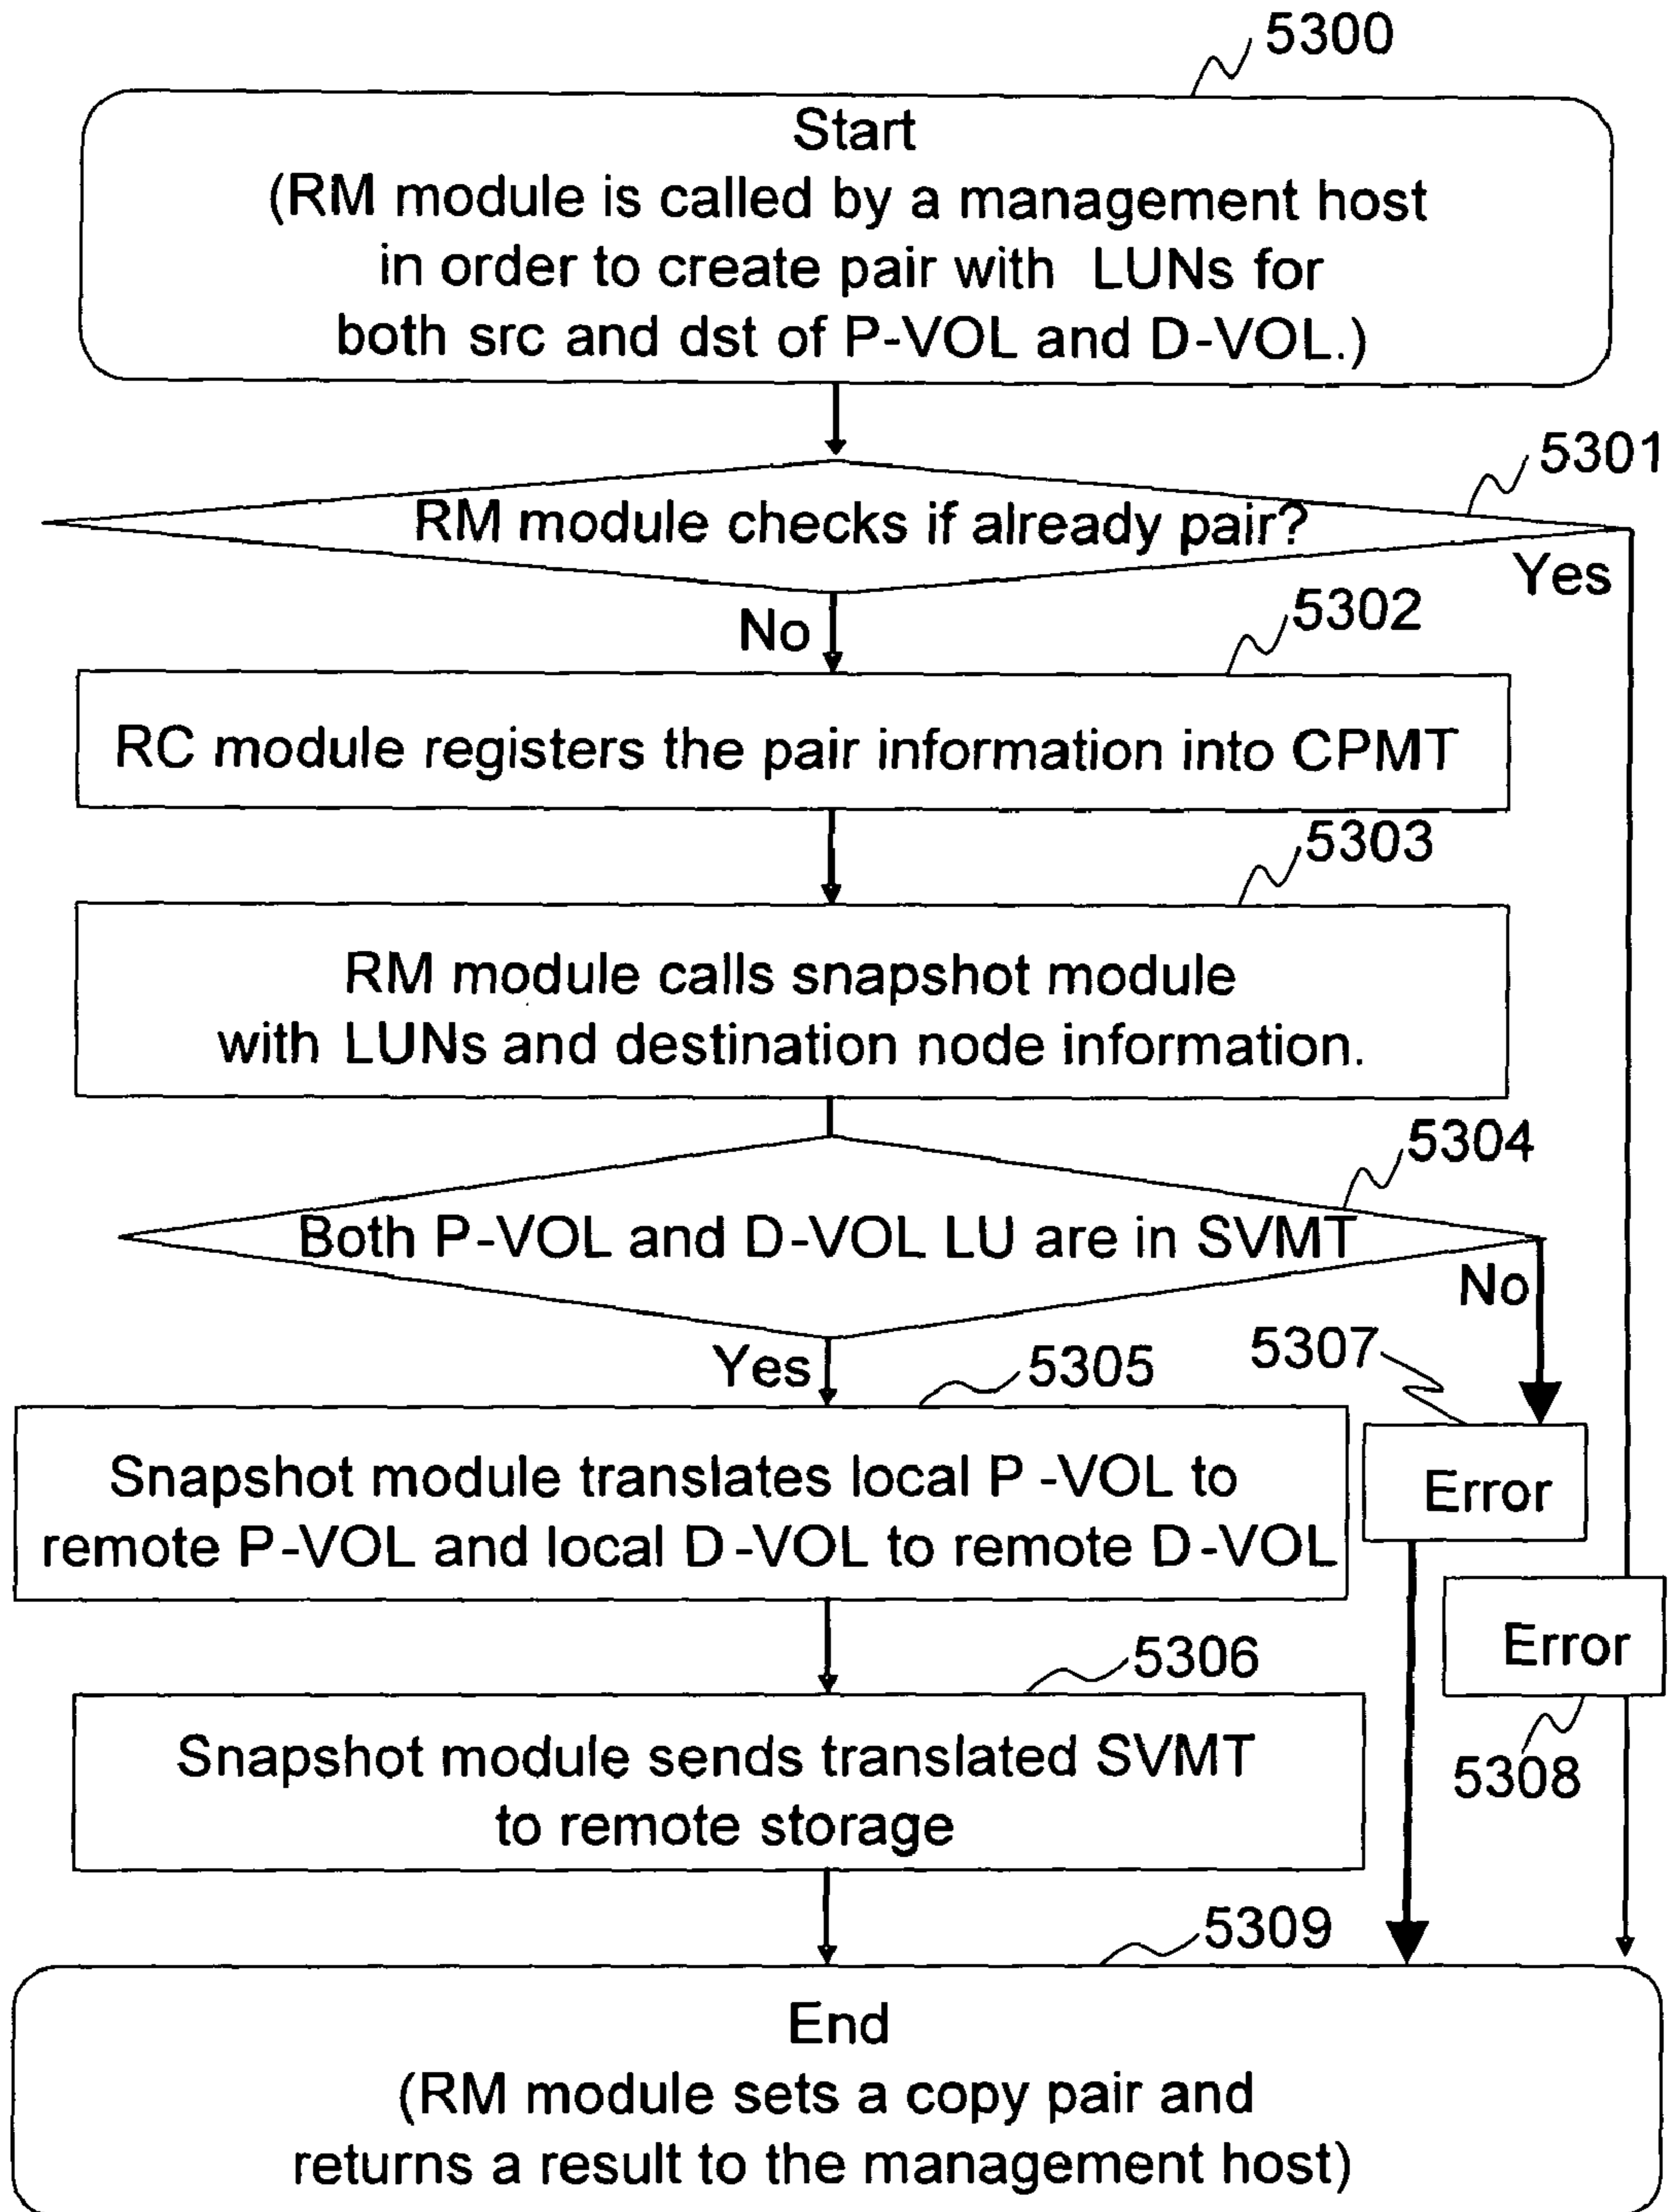 5300
Start
(RM module is called by a management host
in order to create pair with LUNs for
both src and dst of P-VOL and D-VOL.)
5301
RM module checks if already pair?
Yes
No
5302
RC module registers the pair information into CPMT
5303
RM module calls snapshot module
with LUNs and destination node information.
5304
Both P-VOL and D-VOL LU are in SVMT
No
Yes
5305
5307
Snapshot module translates local P-VOL to
remote P-VOL and local D-VOL to remote D-VOL
Error
Error
5306
Snapshot module sends translated SVMT
to remote storage
5308
5309
End
(RM module sets a copy pair and
returns a result to the management host)